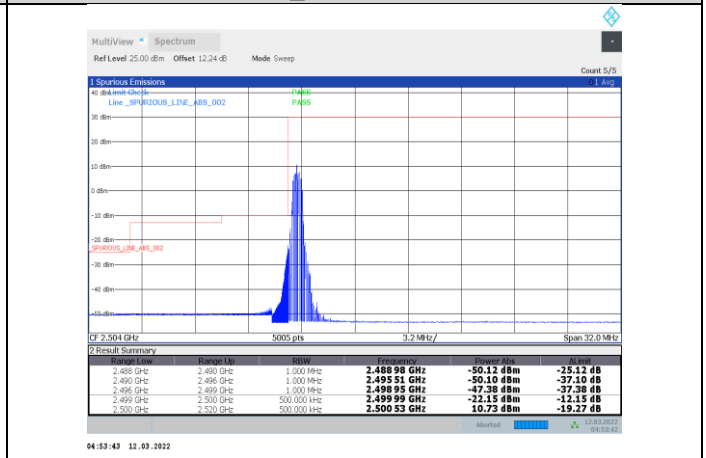 MultiView Spectrum
Ref Level 25.00 dBm Offset 12.24 dB Mode Sweep
Count 5/5
1 Spurious Emissions 1 Avg
40 dBm Limit Check PASS
Line _SPURIOUS_LINE_ABS_002 PASS
30 dBm
20 dBm
10 dBm
0 dBm
-10 dBm
-20 dBm
SPURIOUS_LINE_ABS_002
-30 dBm
-40 dBm
-50 dBm
CF 2.504 GHz 5005 pts 3.2 MHz/ Span 32.0 MHz
2 Result Summary
Range Low Range Up RBW Frequency Power Abs ΔLimit
2.488 GHz 2.490 GHz 1.000 MHz 2.488 98 GHz -50.12 dBm -25.12 dB
2.490 GHz 2.496 GHz 1.000 MHz 2.495 51 GHz -50.10 dBm -37.10 dB
2.496 GHz 2.499 GHz 1.000 MHz 2.498 95 GHz -47.38 dBm -37.38 dB
2.499 GHz 2.500 GHz 500.000 kHz 2.499 99 GHz -22.15 dBm -12.15 dB
2.500 GHz 2.520 GHz 500.000 kHz 2.500 53 GHz 10.73 dBm -19.27 dB
Aborted 12.03.2022
04:53:42
04:53:43 12.03.2022